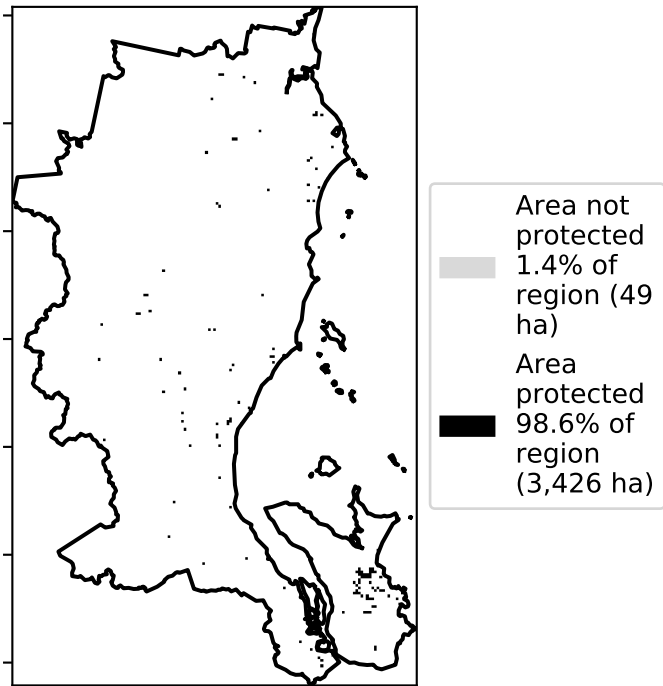 Area not
protected
1.4% of
region (49
ha)
Area
protected
98.6% of
region
(3,426 ha)